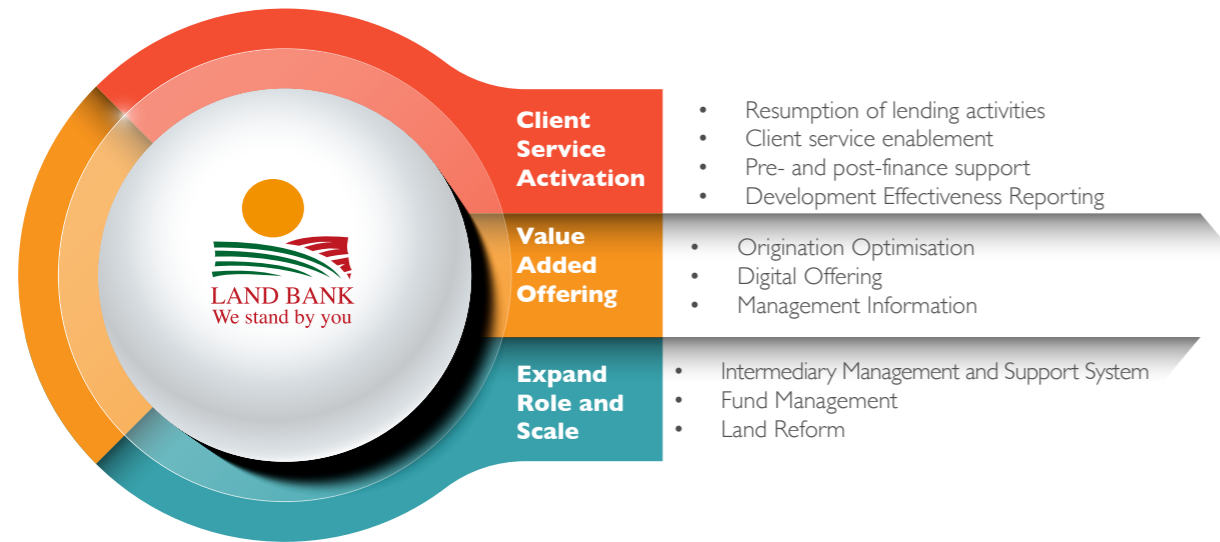 LAND BANK
We stand by you
Client
Service
Activation
• Resumption of lending activities
• Client service enablement
• Pre- and post-finance support
• Development Effectiveness Reporting
Value
Added
Offering
• Origination Optimisation
• Digital Offering
• Management Information
Expand
Role and
Scale
• Intermediary Management and Support System
• Fund Management
• Land Reform